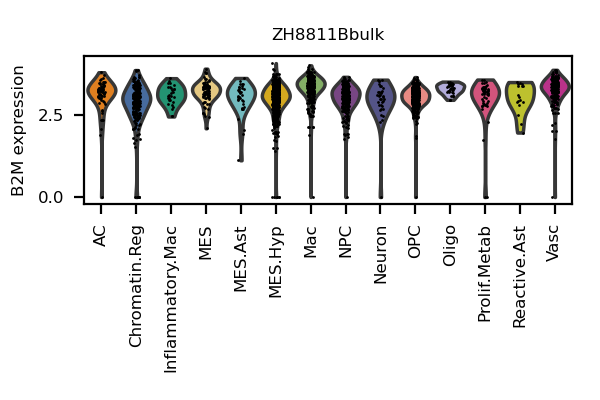 ZH8811Bbulk
B2M expression
2.5
0.0
AC
Chromatin.Reg
Inflammatory.Mac
MES
MES.Ast
MES.Hyp
Mac
NPC
Neuron
OPC
Oligo
Prolif.Metab
Reactive.Ast
Vasc